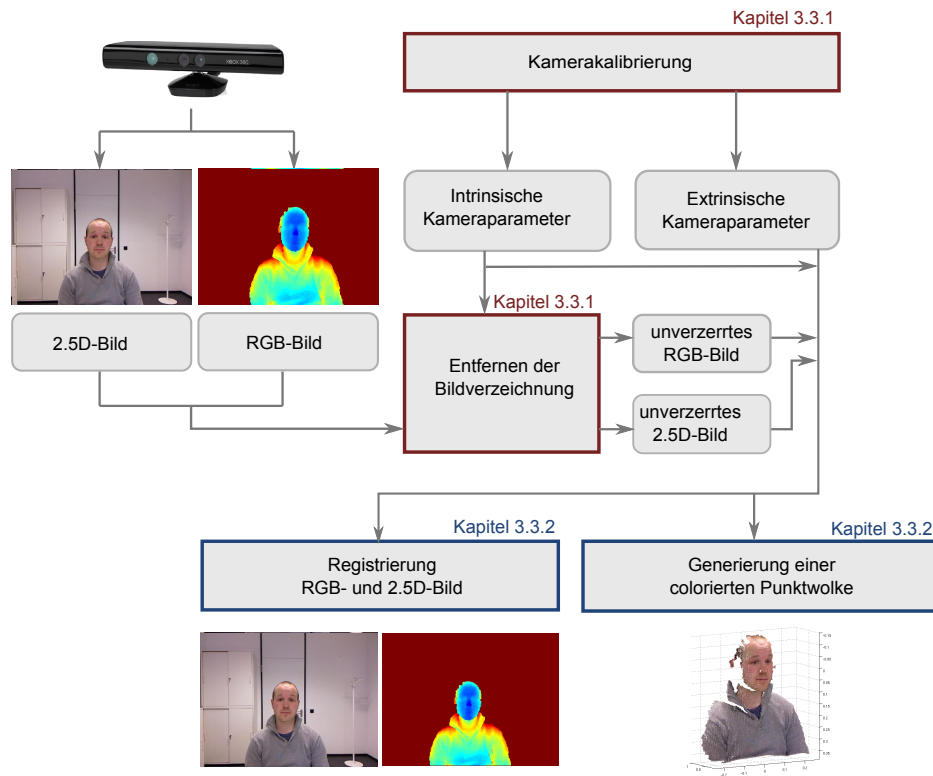 Kapitel 3.3.1
Kamerakalibrierung
XBOX 360
Intrinsische
Kameraparameter
Extrinsische
Kameraparameter
Kapitel 3.3.1
2.5D-Bild
RGB-Bild
Entfernen der
Bildverzeichnung
unverzerrtes
RGB-Bild
unverzerrtes
2.5D-Bild
Kapitel 3.3.2
Registrierung
RGB- und 2.5D-Bild
Kapitel 3.3.2
Generierung einer
colorierten Punktwolke